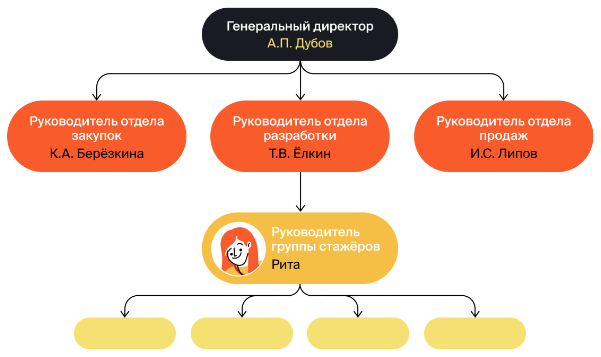 Генеральный директор
А.П. Дубов
Руководитель отдела
закупок
К.А. Берёзкина
Руководитель отдела
разработки
Т.В. Ёлкин
Руководитель отдела
продаж
И.С. Липов
Руководитель
группы стажёров
Рита